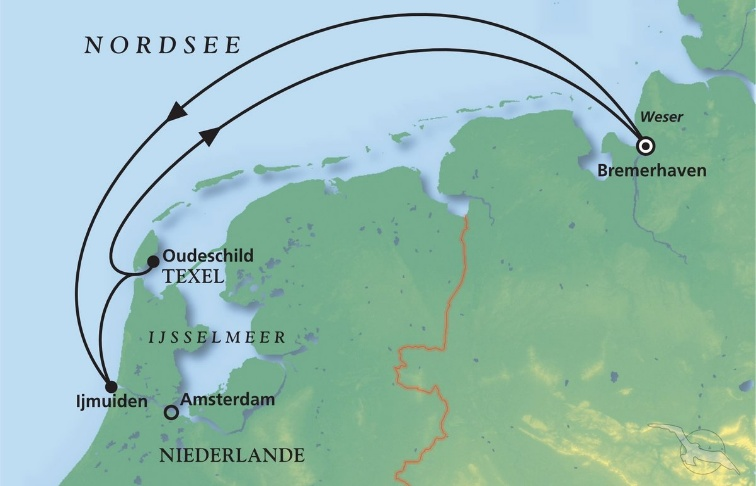 NORDSEE
Weser
Bremerhaven
Oudeschild
TEXEL
IJSSELMEER
Ijmuiden
Amsterdam
NIEDERLANDE